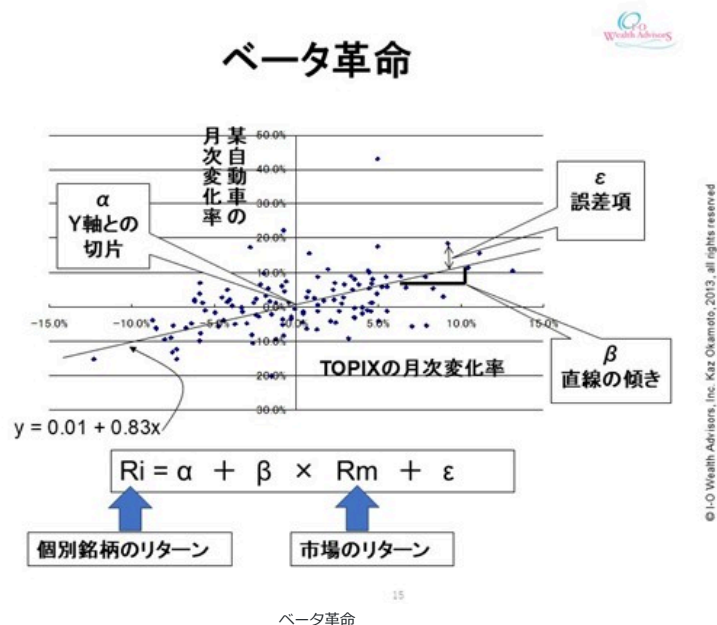 I-O
Wealth Advisors
ベータ革命
某自動車の
月次変化率
50.0%
40.0%
30.0%
20.0%
10.0%
0.0%
-10.0%
-20.0%
-30.0%
-15.0%
-10.0%
-5.0%
0.0%
5.0%
10.0%
15.0%
α
Y軸との
切片
ε
誤差項
β
直線の傾き
TOPIXの月次変化率
y = 0.01 + 0.83x
Ri = α + β × Rm + ε
個別銘柄のリターン
市場のリターン
© I-O Wealth Advisors, Inc. Kaz Okamoto, 2013, all rights reserved
15
ベータ革命